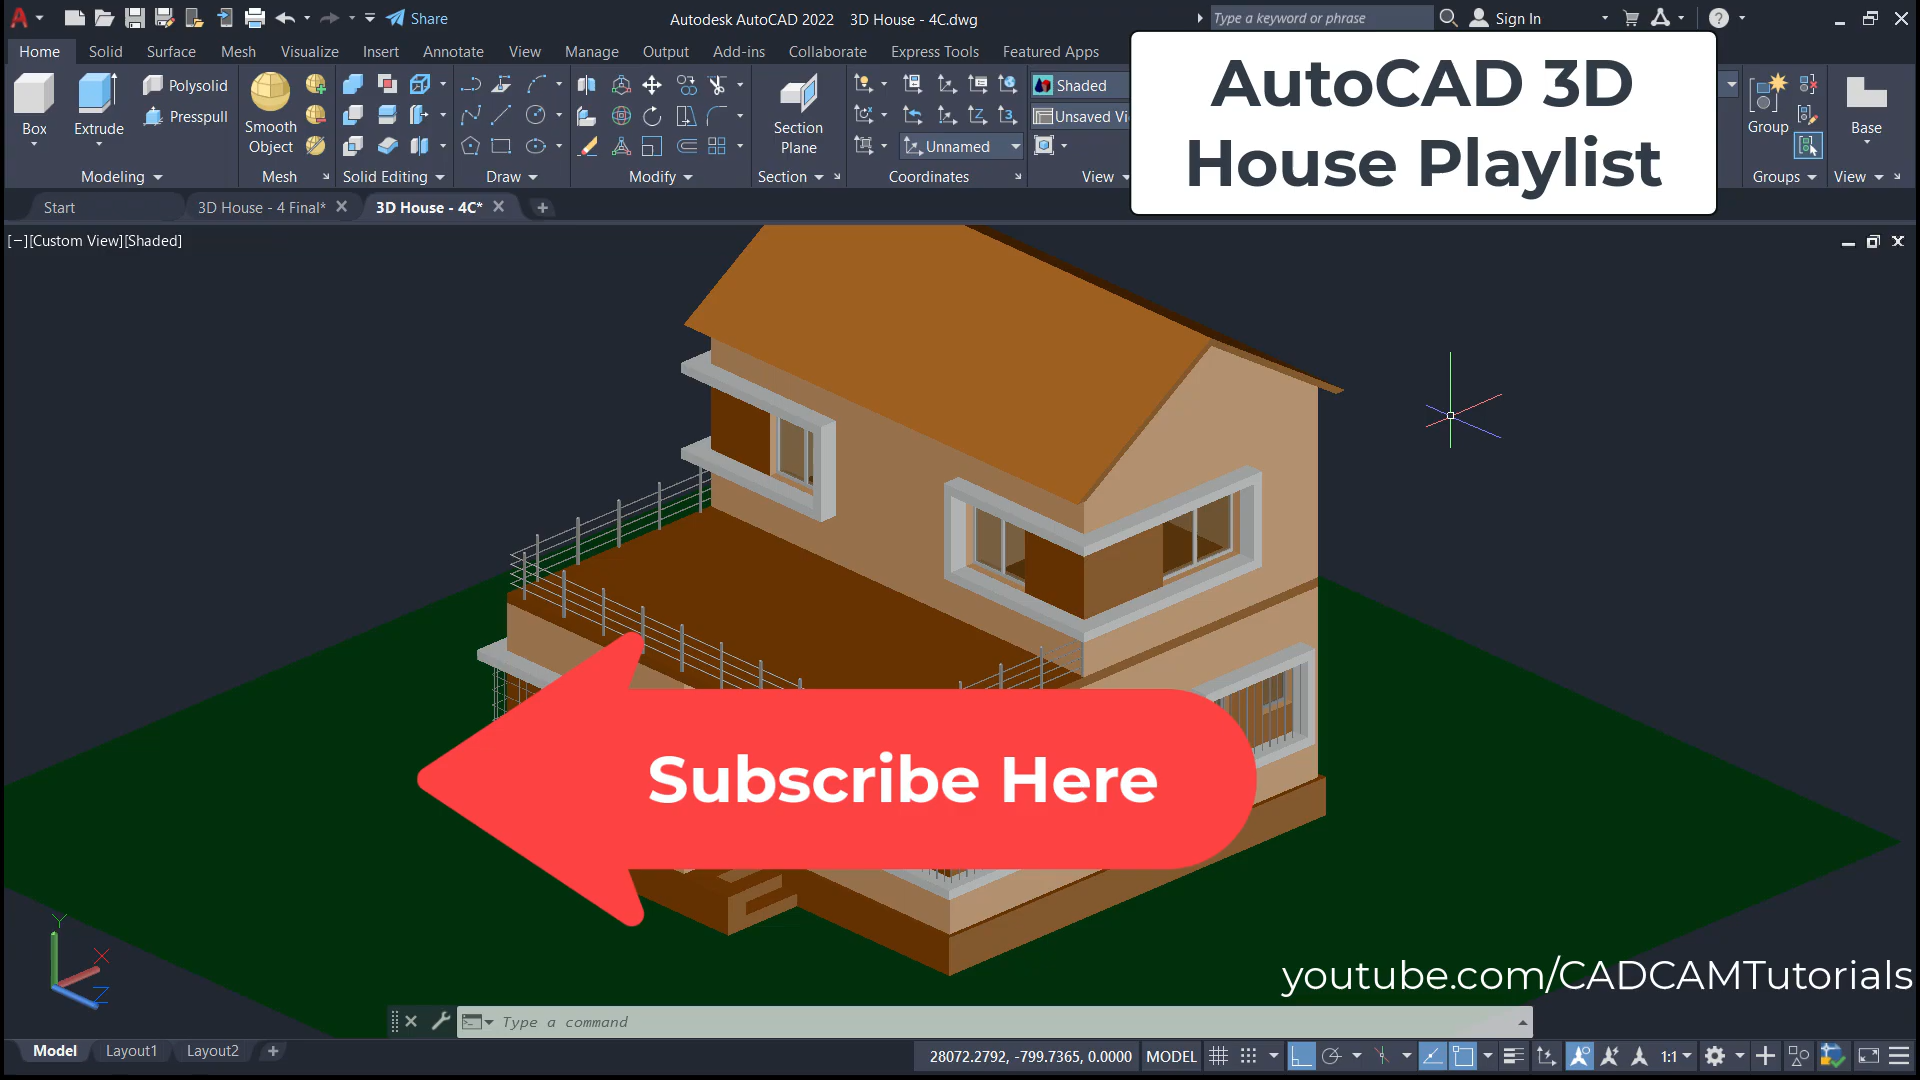 Share
Autodesk AutoCAD 2022 3D House - 4C.dwg
Type a keyword or phrase
Sign In
Home Solid Surface Mesh Visualize Insert Annotate View Manage Output Add-ins Collaborate Express Tools Featured Apps
AutoCAD 3D
House Playlist
Box
Extrude
Polysolid
Presspull
Smooth
Object
Section
Plane
Shaded
Unsaved Vi
Unnamed
Group
Base
Modeling
Mesh
Solid Editing
Draw
Modify
Section
Coordinates
View
Groups
View
Start
3D House - 4 Final*
3D House - 4C*
[−][Custom View][Shaded]
Subscribe Here
Y
X
Z
youtube.com/CADCAMTutorials
Type a command
Model Layout1 Layout2
28072.2792, -799.7365, 0.0000 MODEL
1:1